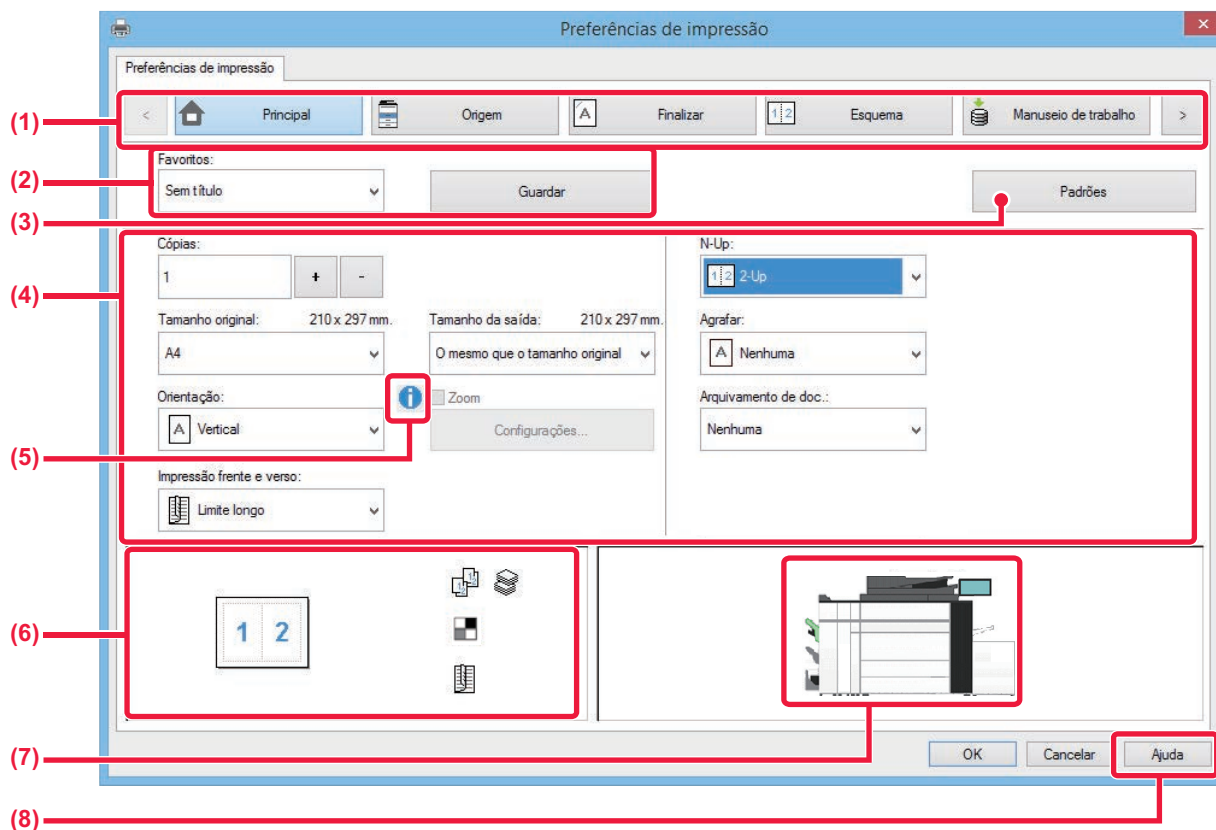 Preferências de impressão
Preferências de impressão
(1)
< Principal Origem Finalizar Esquema Manuseio de trabalho >
(2)
Favoritos:
Sem título Guardar Padrões
(3)
(4)
Cópias: N-Up:
1 + - 1 2 2-Up
Tamanho original: 210 x 297 mm. Tamanho da saída: 210 x 297 mm. Agrafar:
A4 O mesmo que o tamanho original A Nenhuma
Orientação: Zoom Arquivamento de doc.:
A Vertical Configurações... Nenhuma
(5)
Impressão frente e verso:
Limite longo
(6)
1 2
(7)
OK Cancelar Ajuda
(8)